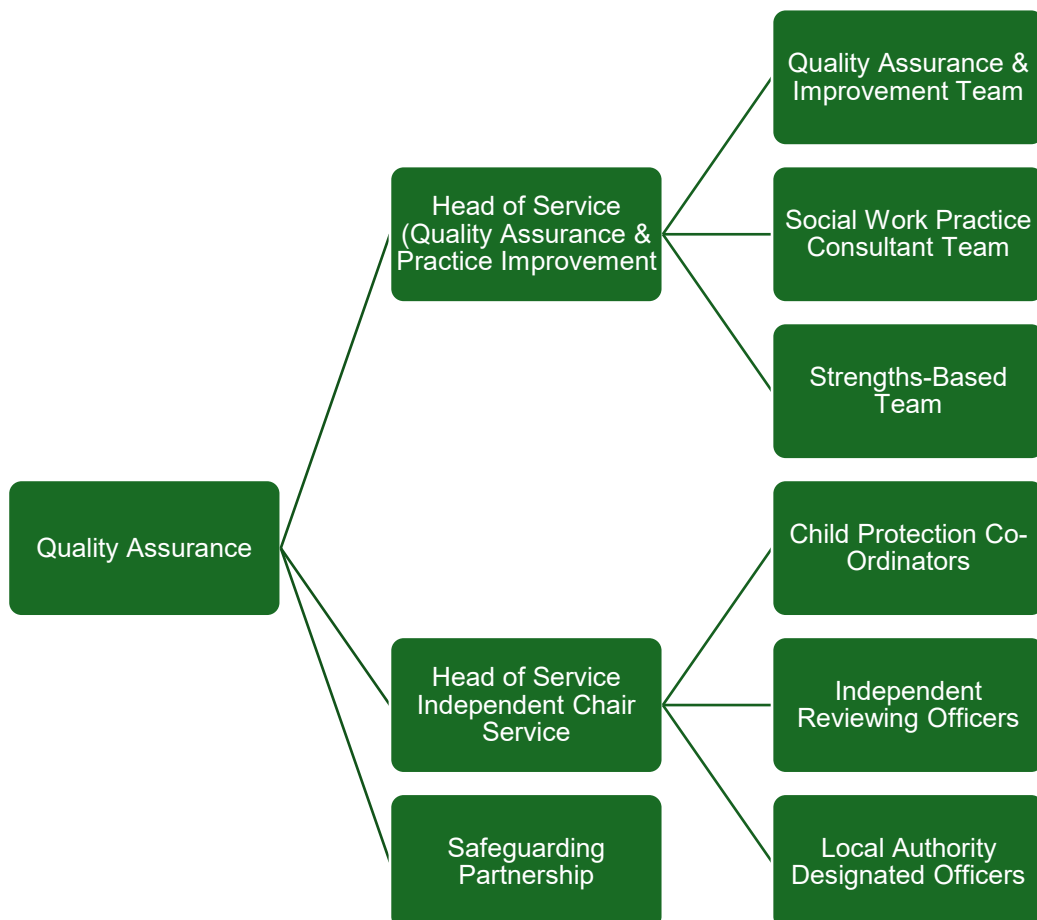 Quality Assurance
Head of Service
(Quality Assurance &
Practice Improvement
Quality Assurance &
Improvement Team
Social Work Practice
Consultant Team
Strengths-Based
Team
Head of Service
Independent Chair
Service
Child Protection Co-
Ordinators
Independent
Reviewing Officers
Local Authority
Designated Officers
Safeguarding
Partnership